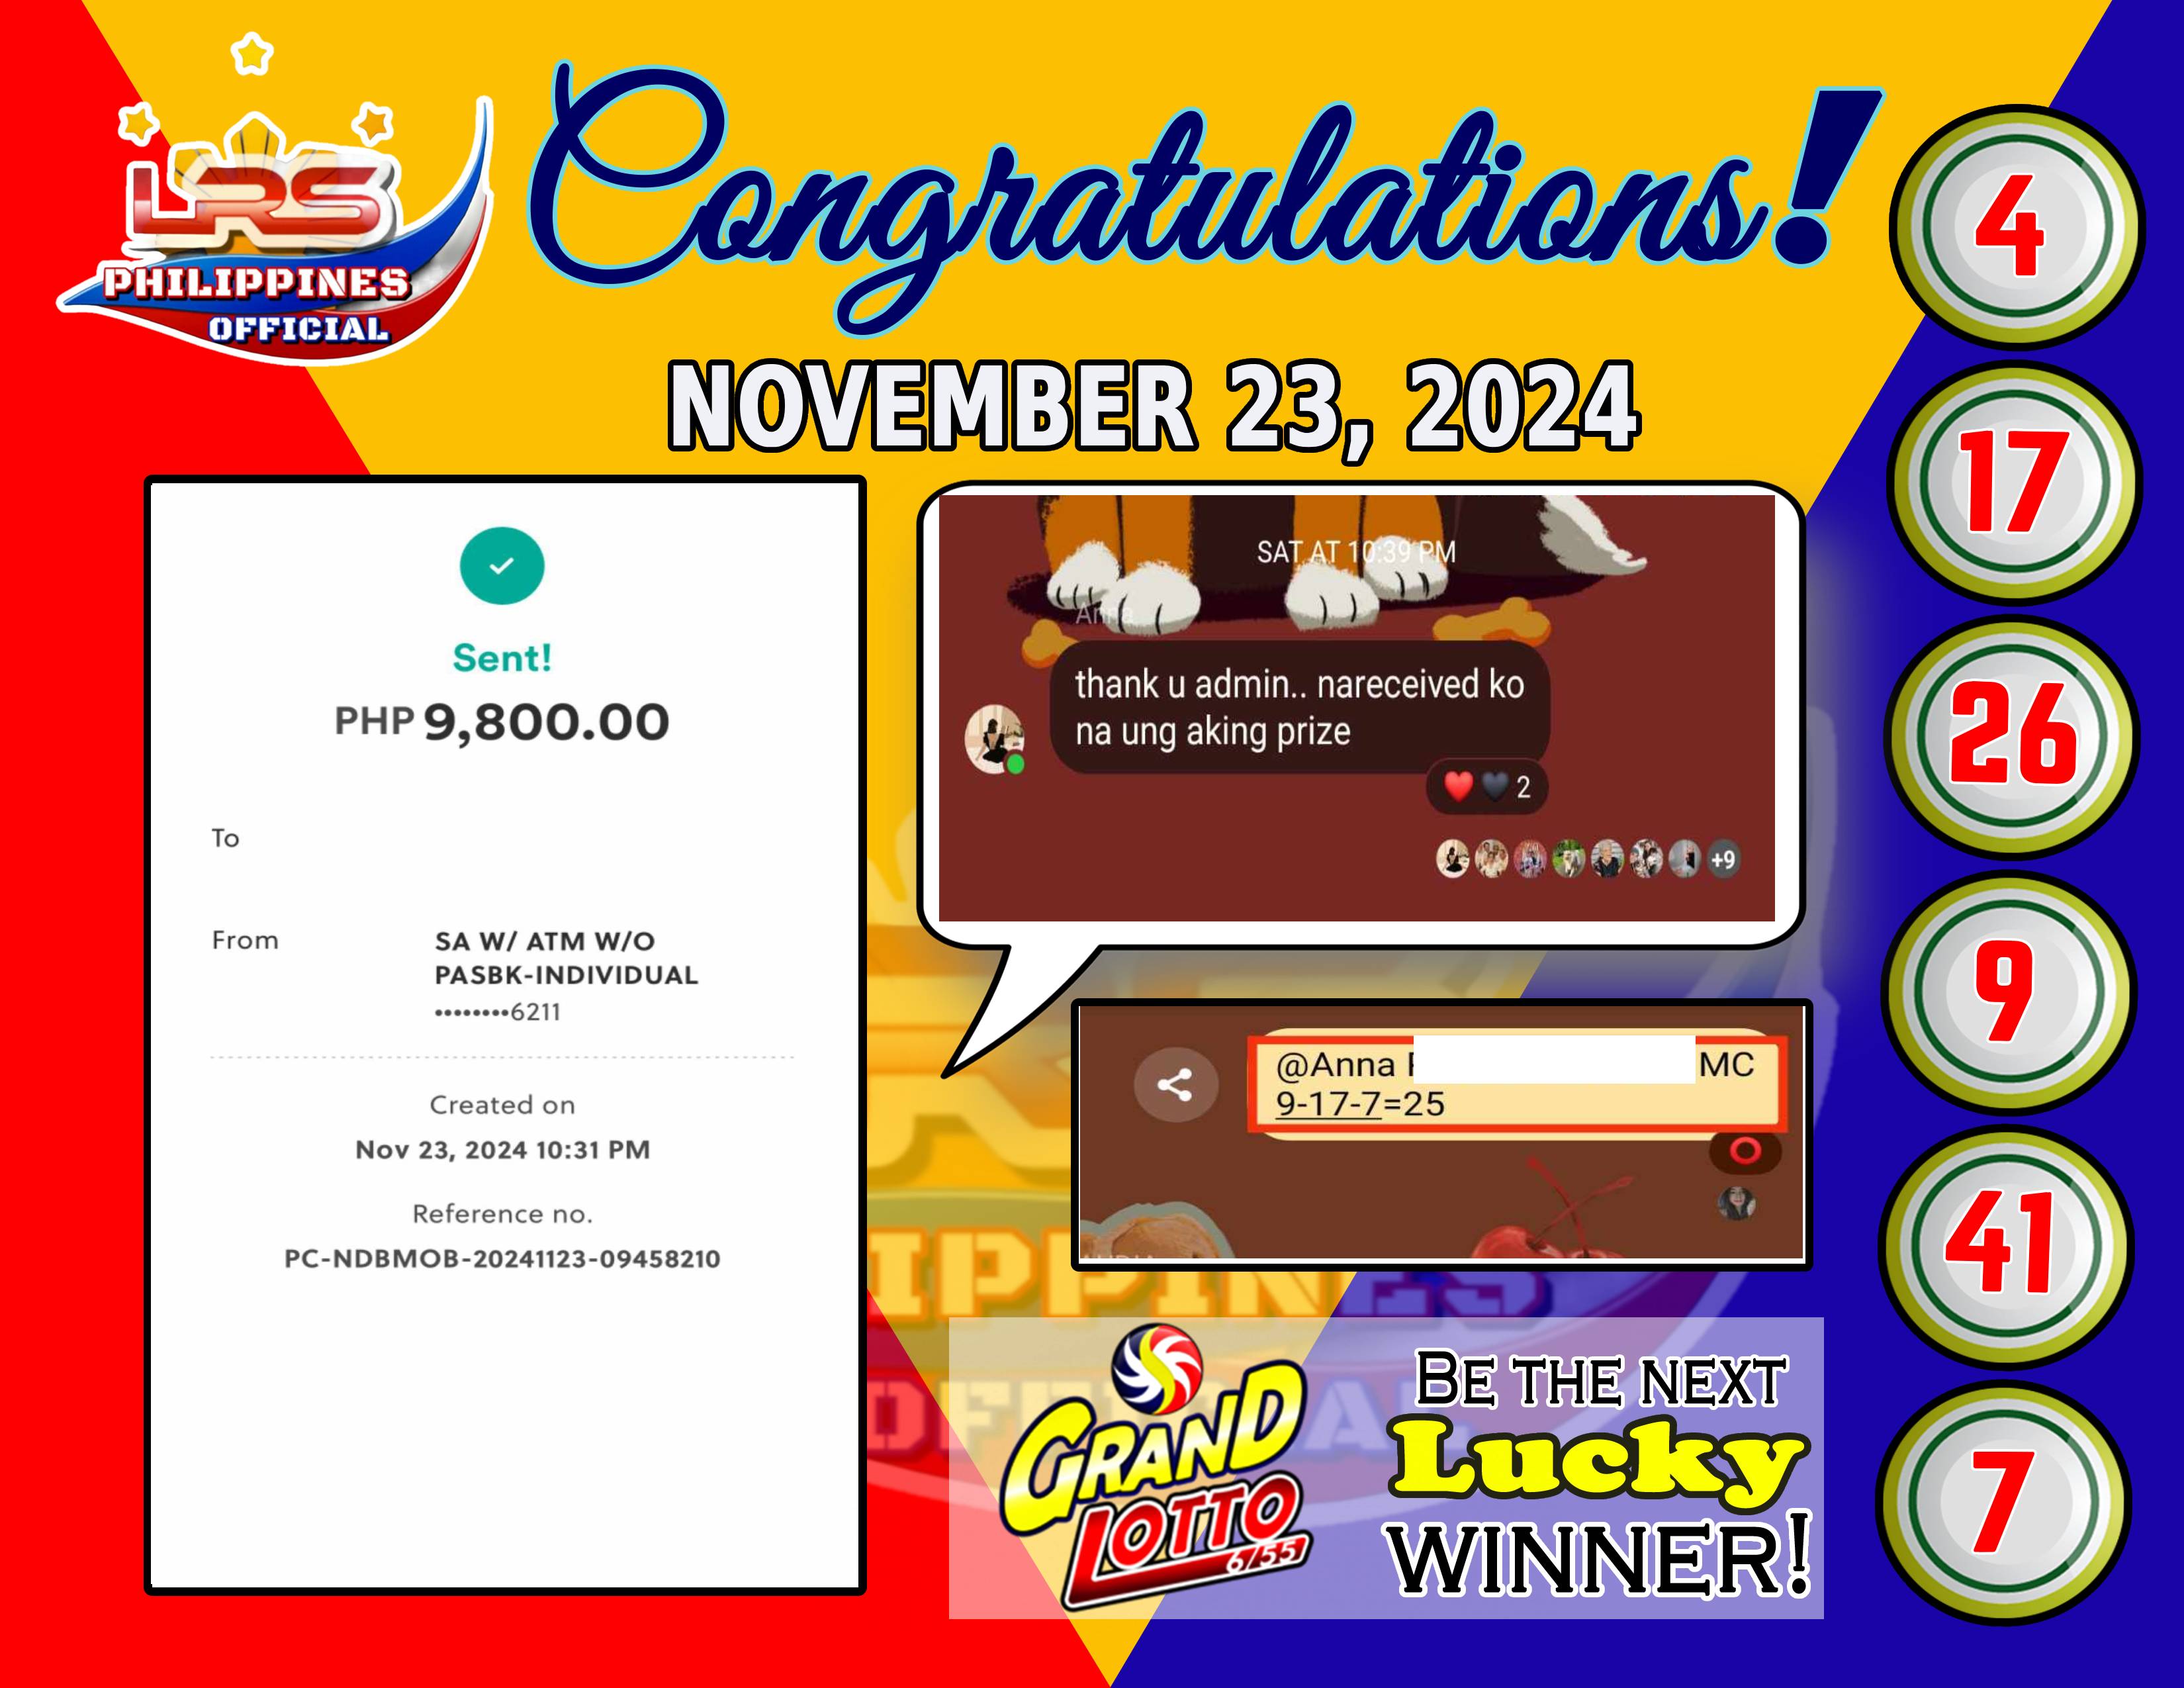 LRS
PHILIPPINES
OFFICIAL
Congratulations!
NOVEMBER 23, 2024
Sent!
PHP 9,800.00
To
From
SA W/ ATM W/O
PASBK-INDIVIDUAL
••••••••6211
Created on
Nov 23, 2024 10:31 PM
Reference no.
PC-NDBMOB-20241123-09458210
SAT AT 10:39 PM
Anna
thank u admin.. nareceived ko
na ung aking prize
2
+9
@Anna MC
9-17-7=25
GRAND
LOTTO
6/55
BE THE NEXT
Lucky
WINNER!
4
17
26
9
41
7